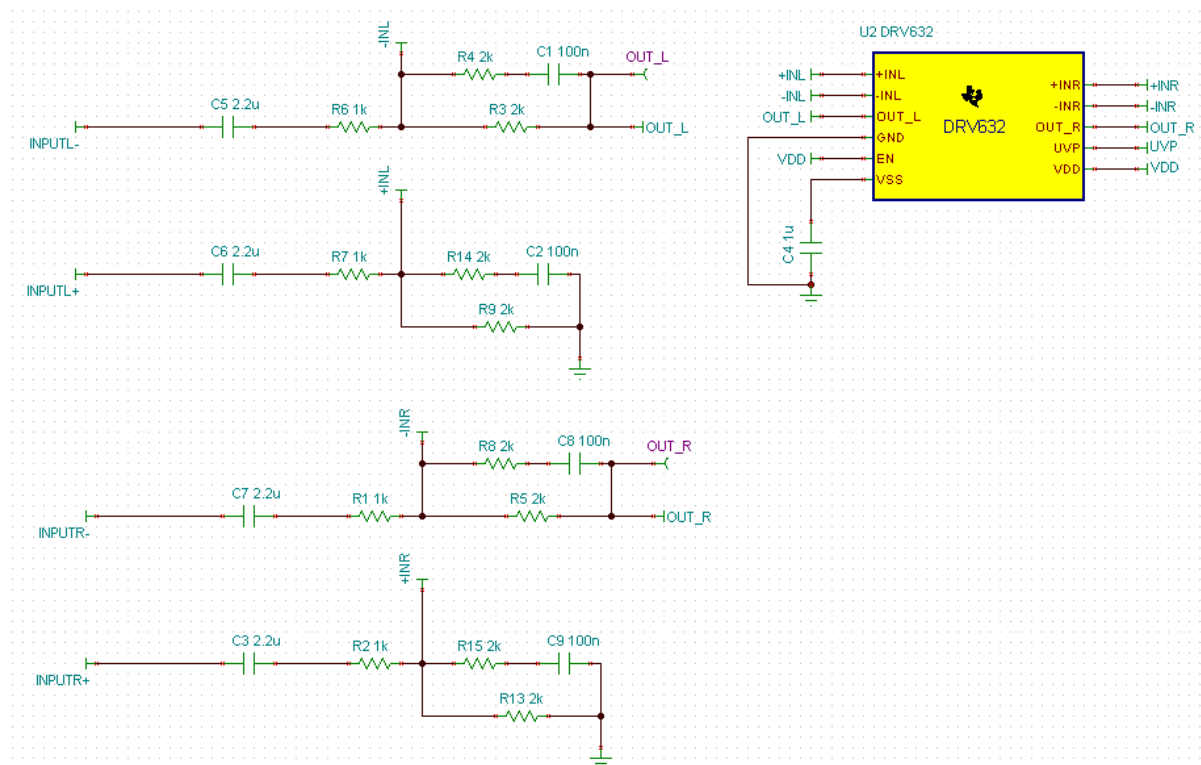 -INL
R4 2k
C1 100n
OUT_L
C5 2.2u
R6 1k
R3 2k
OUT_L
INPUTL-
+INL
C6 2.2u
R7 1k
R14 2k
C2 100n
INPUTL+
R9 2k
-INR
R8 2k
C8 100n
OUT_R
C7 2.2u
R1 1k
R5 2k
OUT_R
INPUTR-
+INR
C3 2.2u
R2 1k
R15 2k
C9 100n
INPUTR+
R13 2k
U2 DRV632
+INL
-INL
OUT_L
VDD
+INL
-INL
OUT_L
GND
EN
VSS
DRV632
+INR
-INR
OUT_R
UVP
VDD
+INR
-INR
OUT_R
UVP
VDD
C4 1u